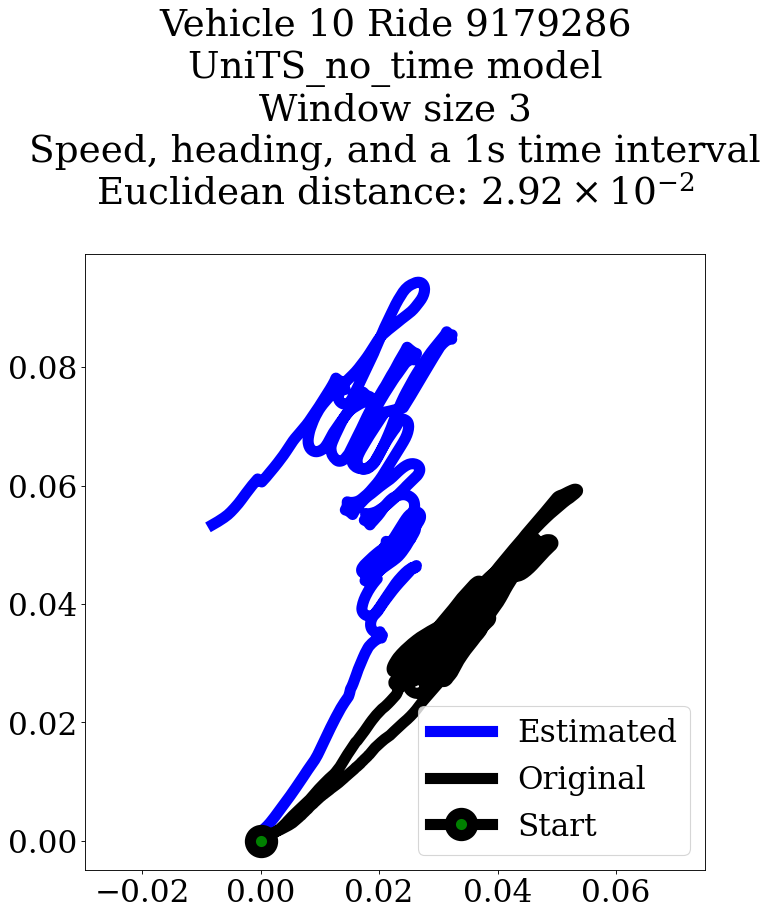 Vehicle 10 Ride 9179286
UniTS_no_time model
Window size 3
Speed, heading, and a 1s time interval
Euclidean distance: 2.92 × 10⁻²
0.08
0.06
0.04
0.02
0.00
Estimated
Original
Start
−0.02 0.00 0.02 0.04 0.06